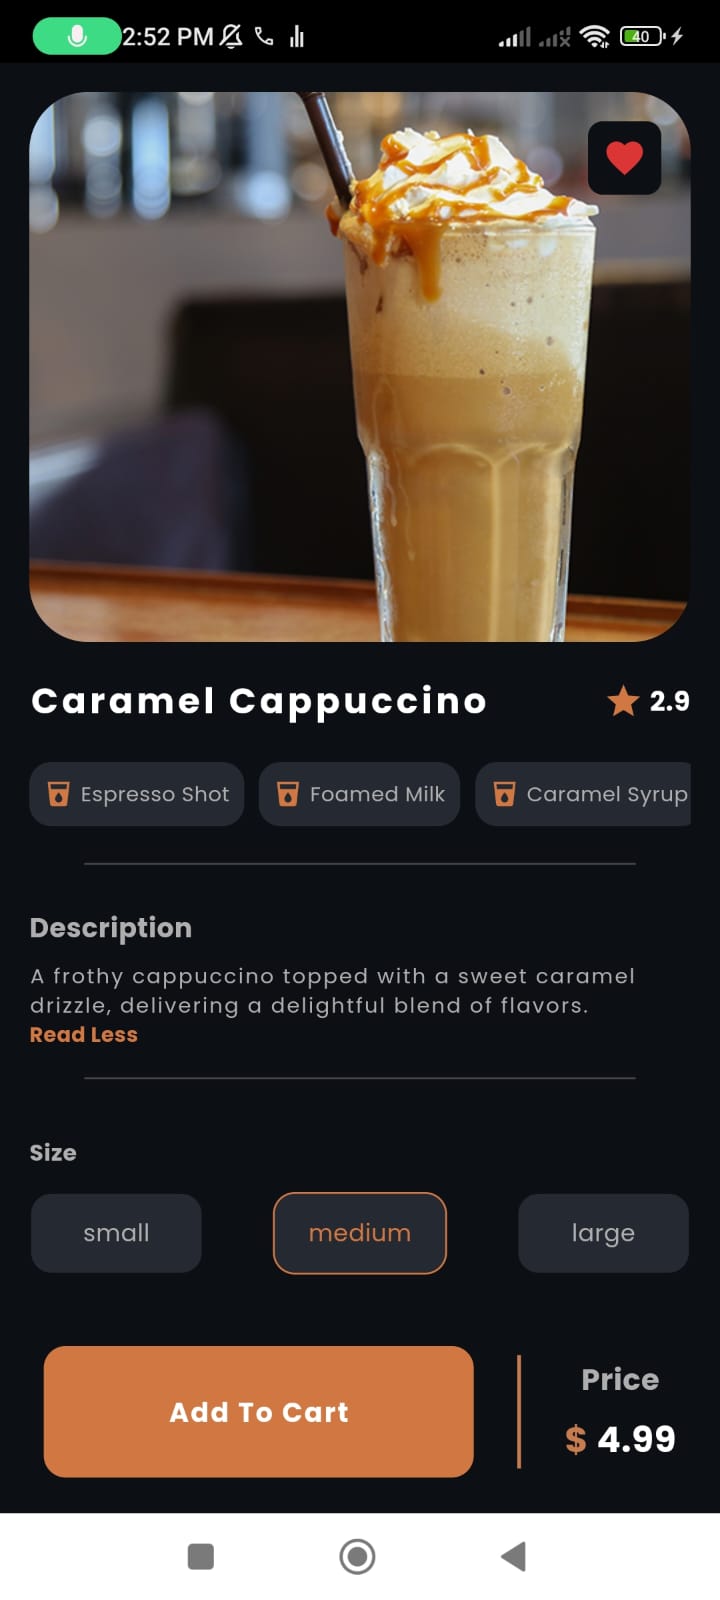 2:52 PM
40
Caramel Cappuccino
2.9
Espresso Shot
Foamed Milk
Caramel Syrup
Description
A frothy cappuccino topped with a sweet caramel
drizzle, delivering a delightful blend of flavors.
Read Less
Size
small
medium
large
Add To Cart
Price
$ 4.99